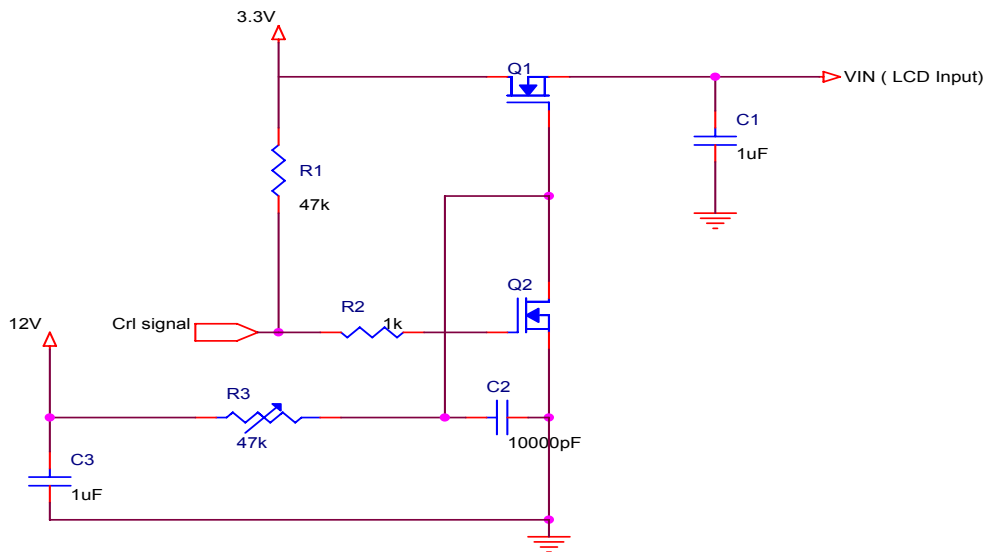 3.3V
Q1
VIN ( LCD Input)
C1
1uF
R1
47k
Q2
R2
1k
12V
Crl signal
R3
47k
C2
10000pF
C3
1uF